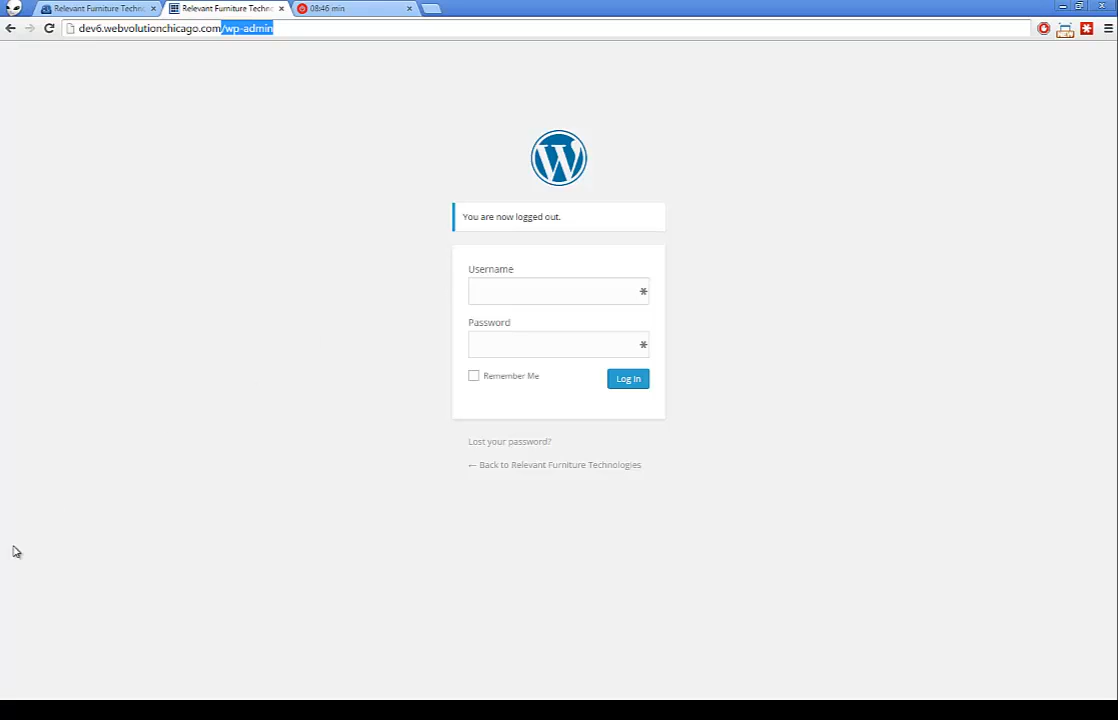 Relevant Furniture Techn
Relevant Furniture Techn
08:46 min
dev6.webvolutionchicago.com/wp-admin
You are now logged out.
Username
Password
Remember Me
Log In
Lost your password?
← Back to Relevant Furniture Technologies